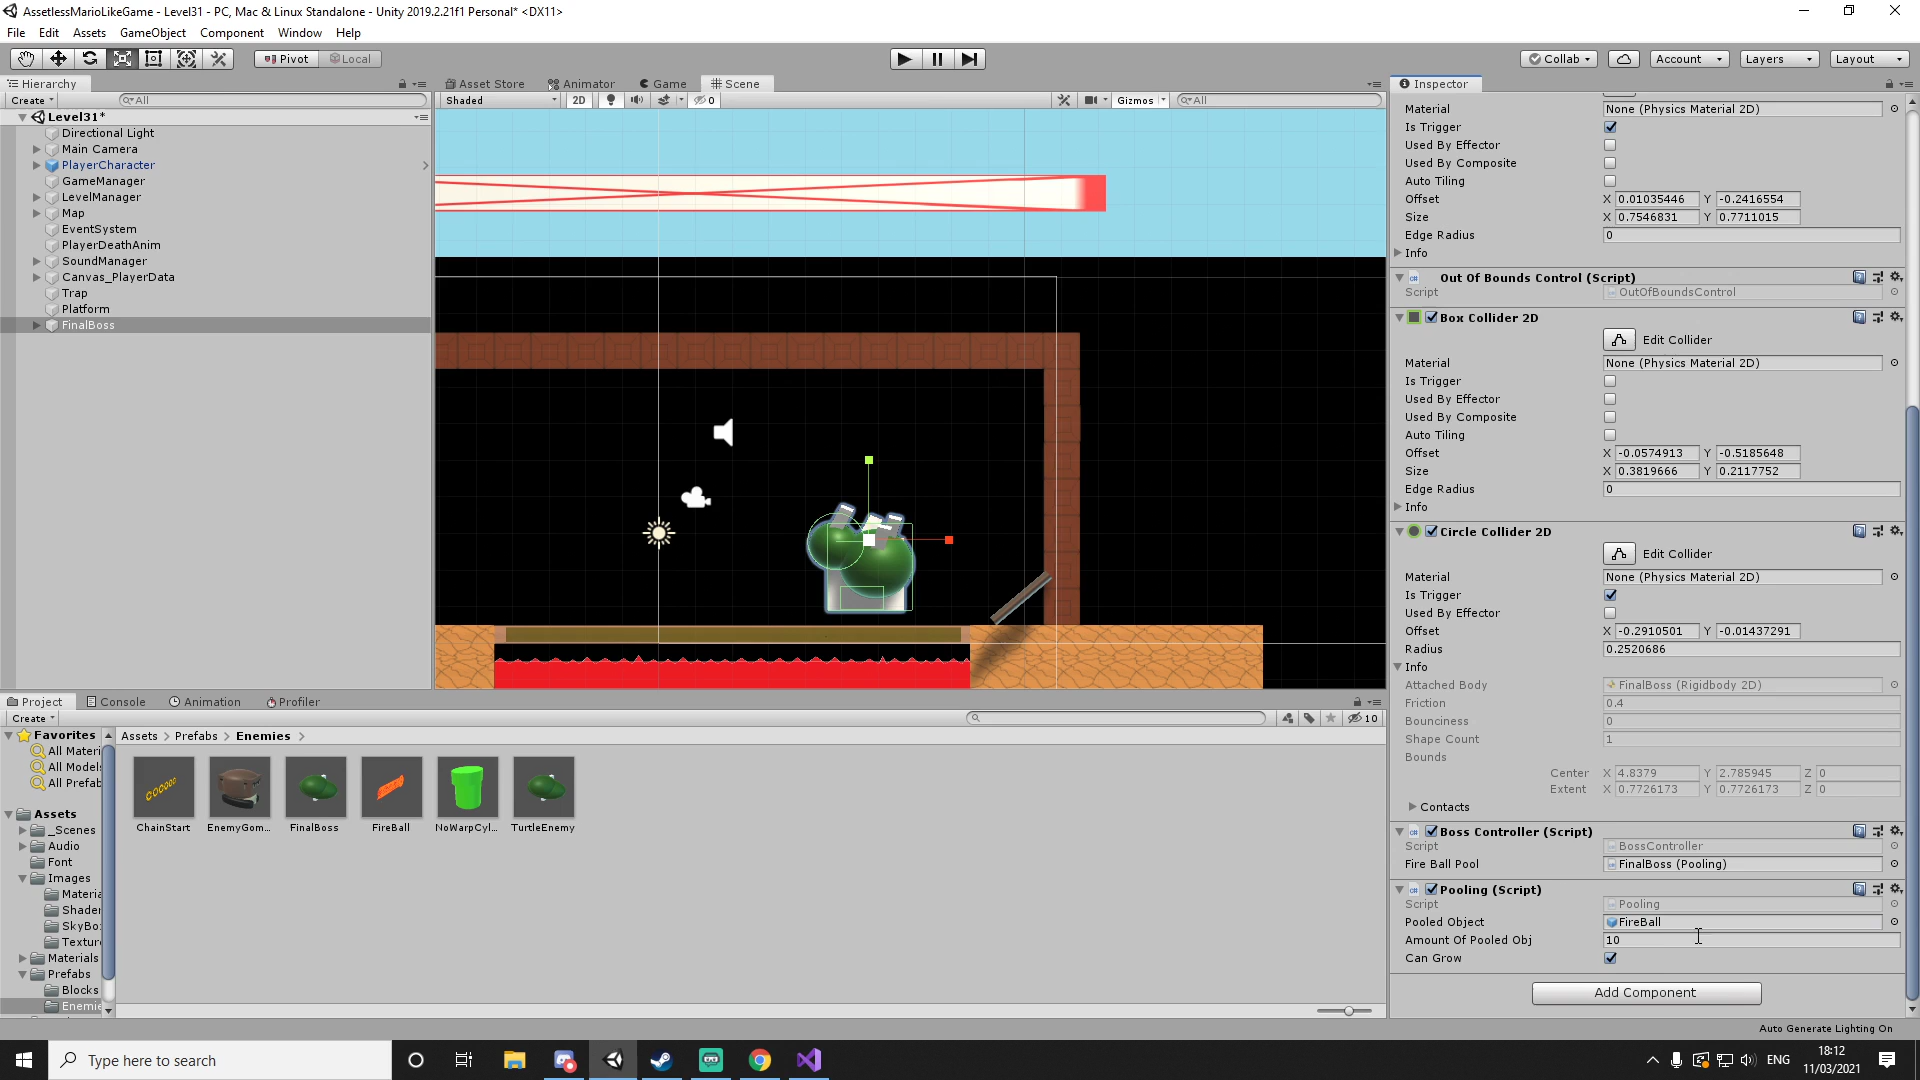 AssetlessMarioLikeGame - Level31 - PC, Mac & Linux Standalone - Unity 2019.2.21f1 Personal* <DX11>
File Edit Assets GameObject Component Window Help
Pivot Local Collab Account Layers Layout
Hierarchy
Create All
Level31*
Directional Light
Main Camera
PlayerCharacter
GameManager
LevelManager
Map
EventSystem
PlayerDeathAnim
SoundManager
Canvas_PlayerData
Trap
Platform
FinalBoss
Asset Store Animator Game Scene
Shaded 2D 0 Gizmos All
Inspector
Material None (Physics Material 2D)
Is Trigger
Used By Effector
Used By Composite
Auto Tiling
Offset X 0.01035446 Y -0.2416554
Size X 0.7546831 Y 0.7711015
Edge Radius 0
Info
Out Of Bounds Control (Script)
Script OutOfBoundsControl
Box Collider 2D
Edit Collider
Material None (Physics Material 2D)
Is Trigger
Used By Effector
Used By Composite
Auto Tiling
Offset X -0.0574913 Y -0.5185648
Size X 0.3819666 Y 0.2117752
Edge Radius 0
Info
Circle Collider 2D
Edit Collider
Material None (Physics Material 2D)
Is Trigger
Used By Effector
Offset X -0.2910501 Y -0.01437291
Radius 0.2520686
Info
Attached Body FinalBoss (Rigidbody 2D)
Friction 0.4
Bounciness 0
Shape Count 1
Bounds
Center X 4.8379 Y 2.785945 Z 0
Extent X 0.7726173 Y 0.7726173 Z 0
Contacts
Boss Controller (Script)
Script BossController
Fire Ball Pool FinalBoss (Pooling)
Pooling (Script)
Script Pooling
Pooled Object FireBall
Amount Of Pooled Obj 10
Can Grow
Add Component
Auto Generate Lighting On
Project Console Animation Profiler
Create 10
Favorites
All Materi
All Models
All Prefab
Assets
_Scenes
Audio
Font
Images
Materia
Shader
SkyBo
Textur
Materials
Prefabs
Blocks
Enemie
Assets > Prefabs > Enemies >
ChainStart EnemyGom... FinalBoss FireBall NoWarpCyl... TurtleEnemy
Type here to search
ENG
18:12
11/03/2021